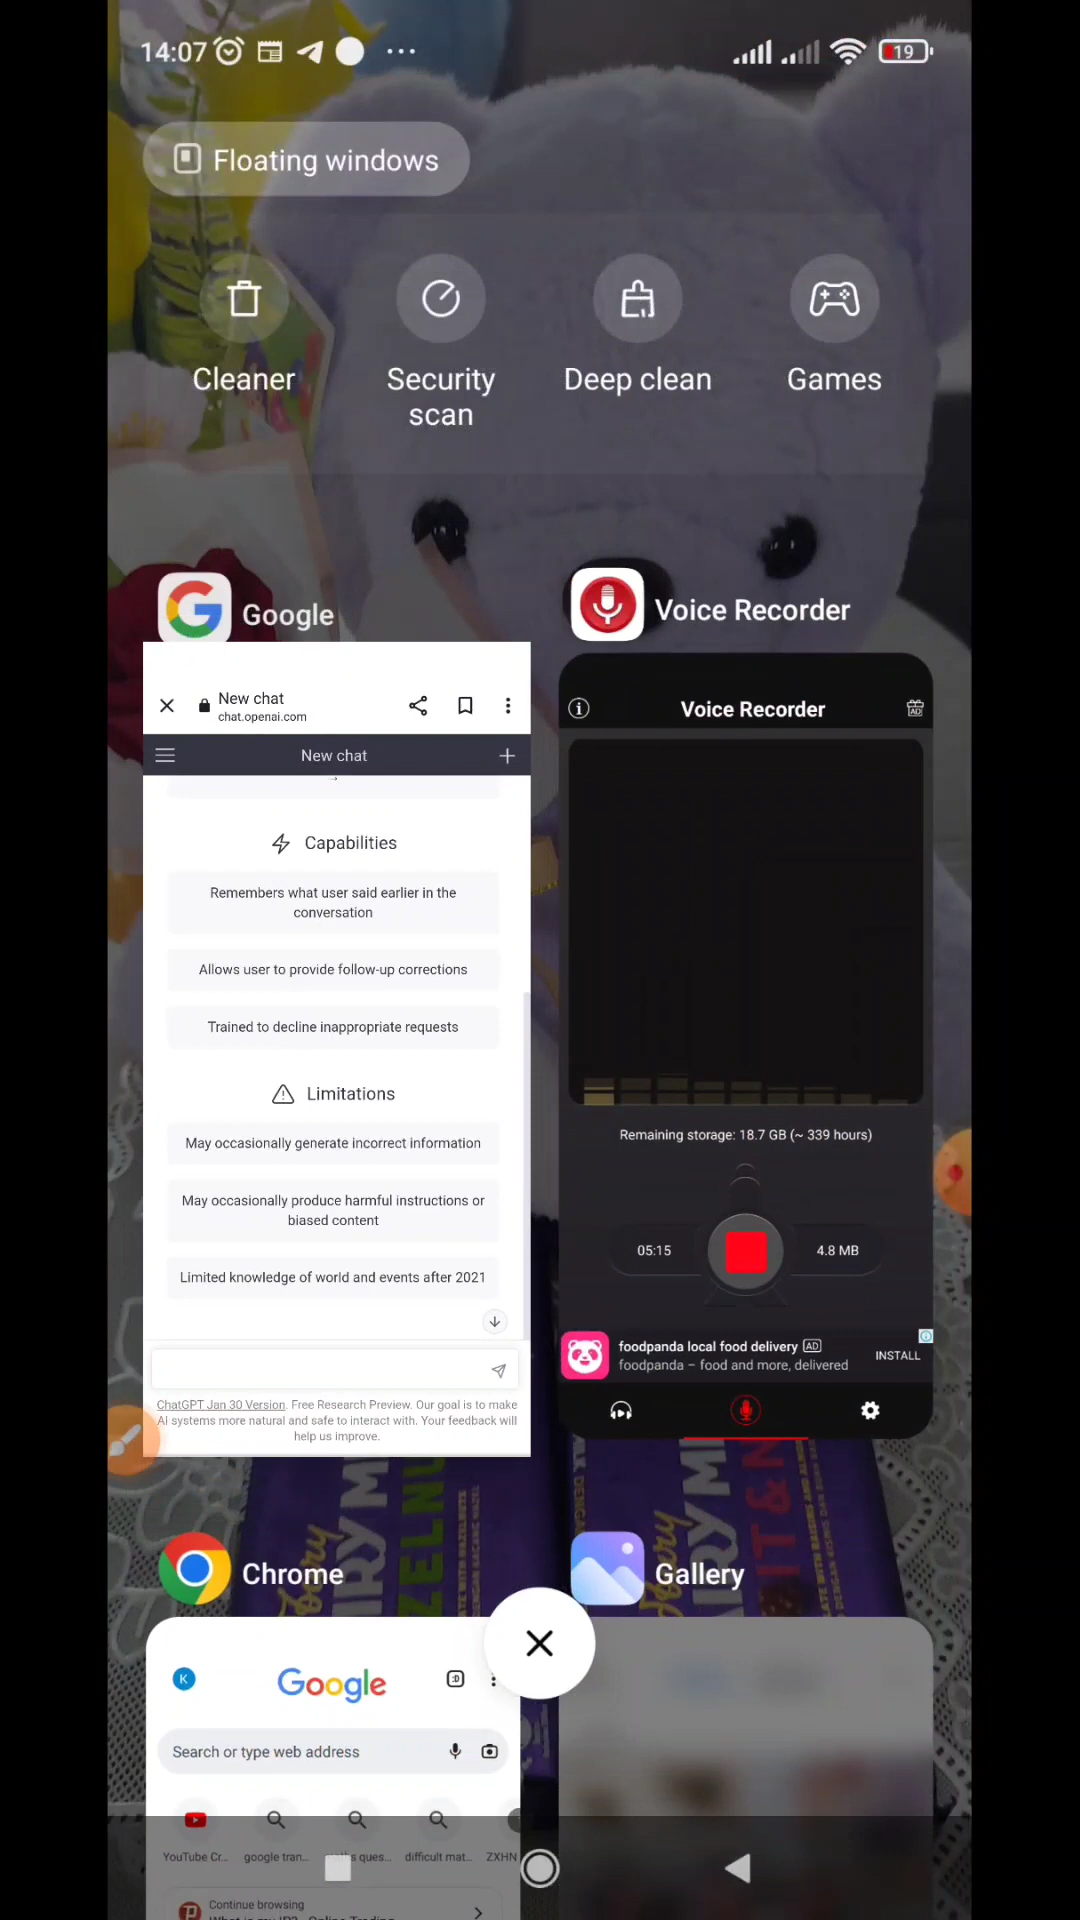 14:07
19
Floating windows
Cleaner
Security
scan
Deep clean
Games
Google
Voice Recorder
New chat
chat.openai.com
New chat
Capabilities
Remembers what user said earlier in the
conversation
Allows user to provide follow-up corrections
Trained to decline inappropriate requests
Limitations
May occasionally generate incorrect information
May occasionally produce harmful instructions or
biased content
Limited knowledge of world and events after 2021
ChatGPT Jan 30 Version. Free Research Preview. Our goal is to make
AI systems more natural and safe to interact with. Your feedback will
help us improve.
Voice Recorder
AD
Remaining storage: 18.7 GB (~ 339 hours)
05:15
4.8 MB
foodpanda local food delivery AD
foodpanda – food and more, delivered
INSTALL
Chrome
Gallery
K
Google
:D
Search or type web address
YouTube Cr...
google tran...
ques...
difficult mat...
ZXHN
Continue browsing